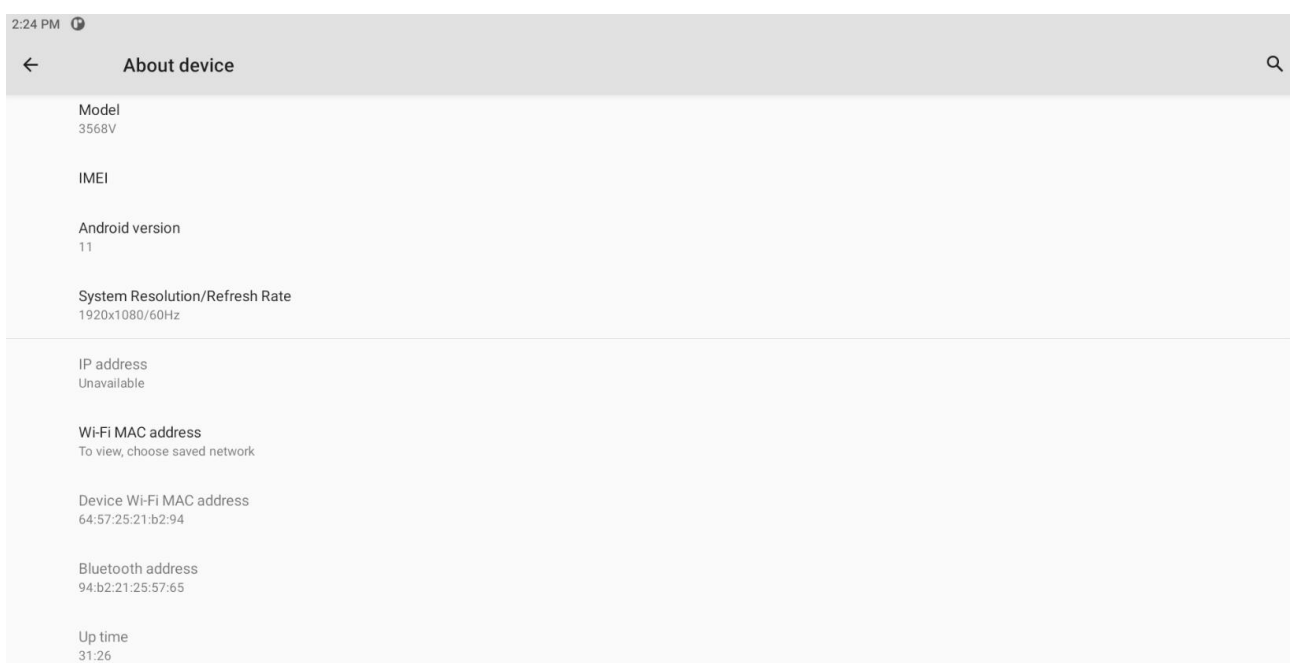 2:24 PM
About device
Model
3568V
IMEI
Android version
11
System Resolution/Refresh Rate
1920x1080/60Hz
IP address
Unavailable
Wi-Fi MAC address
To view, choose saved network
Device Wi-Fi MAC address
64:57:25:21:b2:94
Bluetooth address
94:b2:21:25:57:65
Up time
31:26